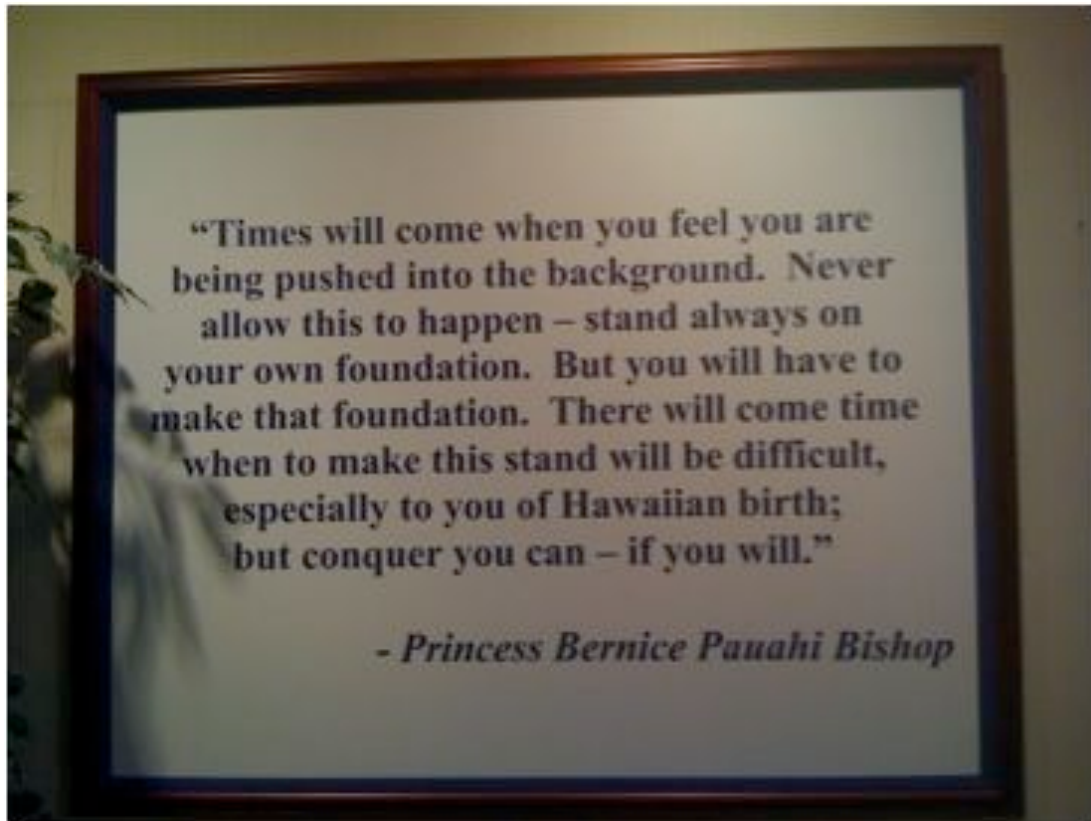 “Times will come when you feel you are
being pushed into the background.  Never
allow this to happen – stand always on
your own foundation.  But you will have to
make that foundation.  There will come time
when to make this stand will be difficult,
especially to you of Hawaiian birth;
but conquer you can – if you will.”
- Princess Bernice Pauahi Bishop